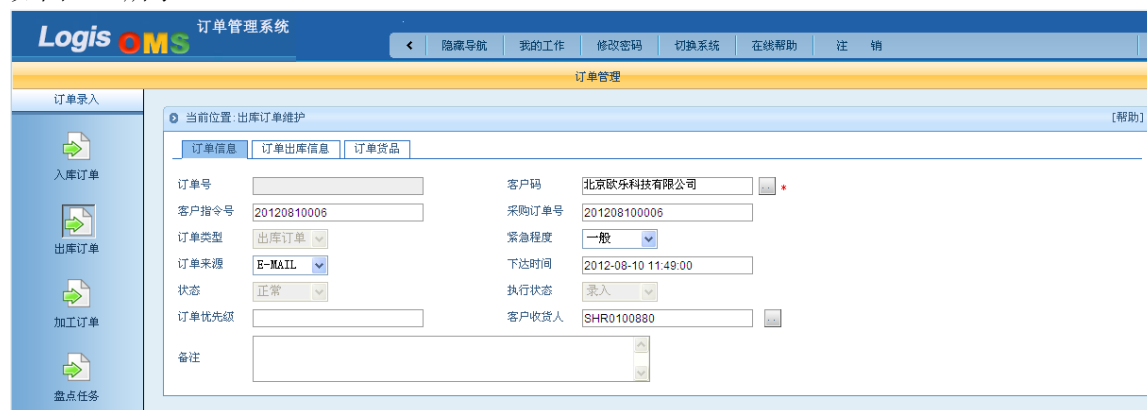 Logis OMS 订单管理系统
隐藏导航 我的工作 修改密码 切换系统 在线帮助 注 销
订单管理
订单录入
当前位置:出库订单维护 [帮助]
订单信息 订单出库信息 订单货品
入库订单
订单号 客户码 北京欧乐科技有限公司 .. *
客户指令号 20120810006 采购订单号 201208100006
订单类型 出库订单 紧急程度 一般
出库订单
订单来源 E-MAIL 下达时间 2012-08-10 11:49:00
状态 正常 执行状态 录入
订单优先级 客户收货人 SHR0100880 ..
加工订单
备注
盘点任务